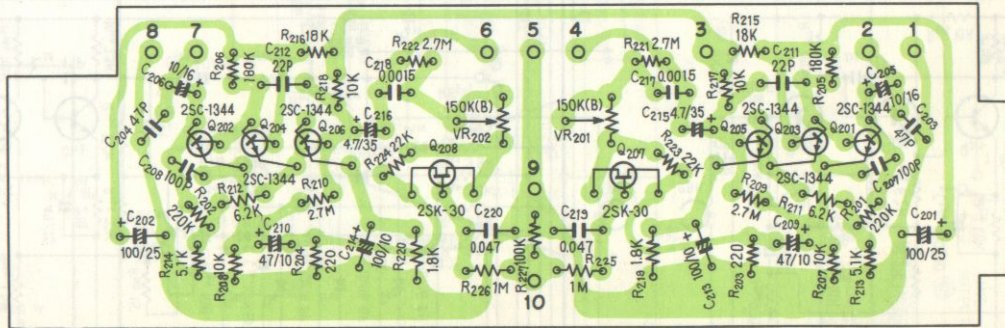 8 7 6 5 4 3 2 1
R206 180K
C212 22P
R216 18K
R218 10K
R222 2.7M
C218 0.0015
R221 2.7M
C217 0.0015
R215 18K
R217 10K
C211 22P
R205 180K
C206 10/16 +
C205 + 10/16
C204 47P
C203 47P
2SC-1344
2SC-1344
2SC-1344
2SC-1344
Q202
Q204
Q206
C216 4.7/35
150K(B)
VR202
150K(B)
VR201
C215 4.7/35
Q205
Q203
Q201
C208 100P
2SC-1344
R224 22K
Q208
Q207
R223 22K
2SC-1344
C207 100P
R202 220K
R212 6.2K
R210 2.7M
2SK-30
9
2SK-30
R209 2.7M
R211 6.2K
R201 220K
C202 + 100/25
C210 47/10
C214 + 100/10
C220 0.047
C219 0.047
C213 + 100/10
C209 + 47/10
C201 + 100/25
R214 5.1K
R208 10K
R204 220
R220 1.8K
R226 1M
R227 100K
R225 1M
R218 1.8K
R203 220
R207 10K
R213 5.1K
10